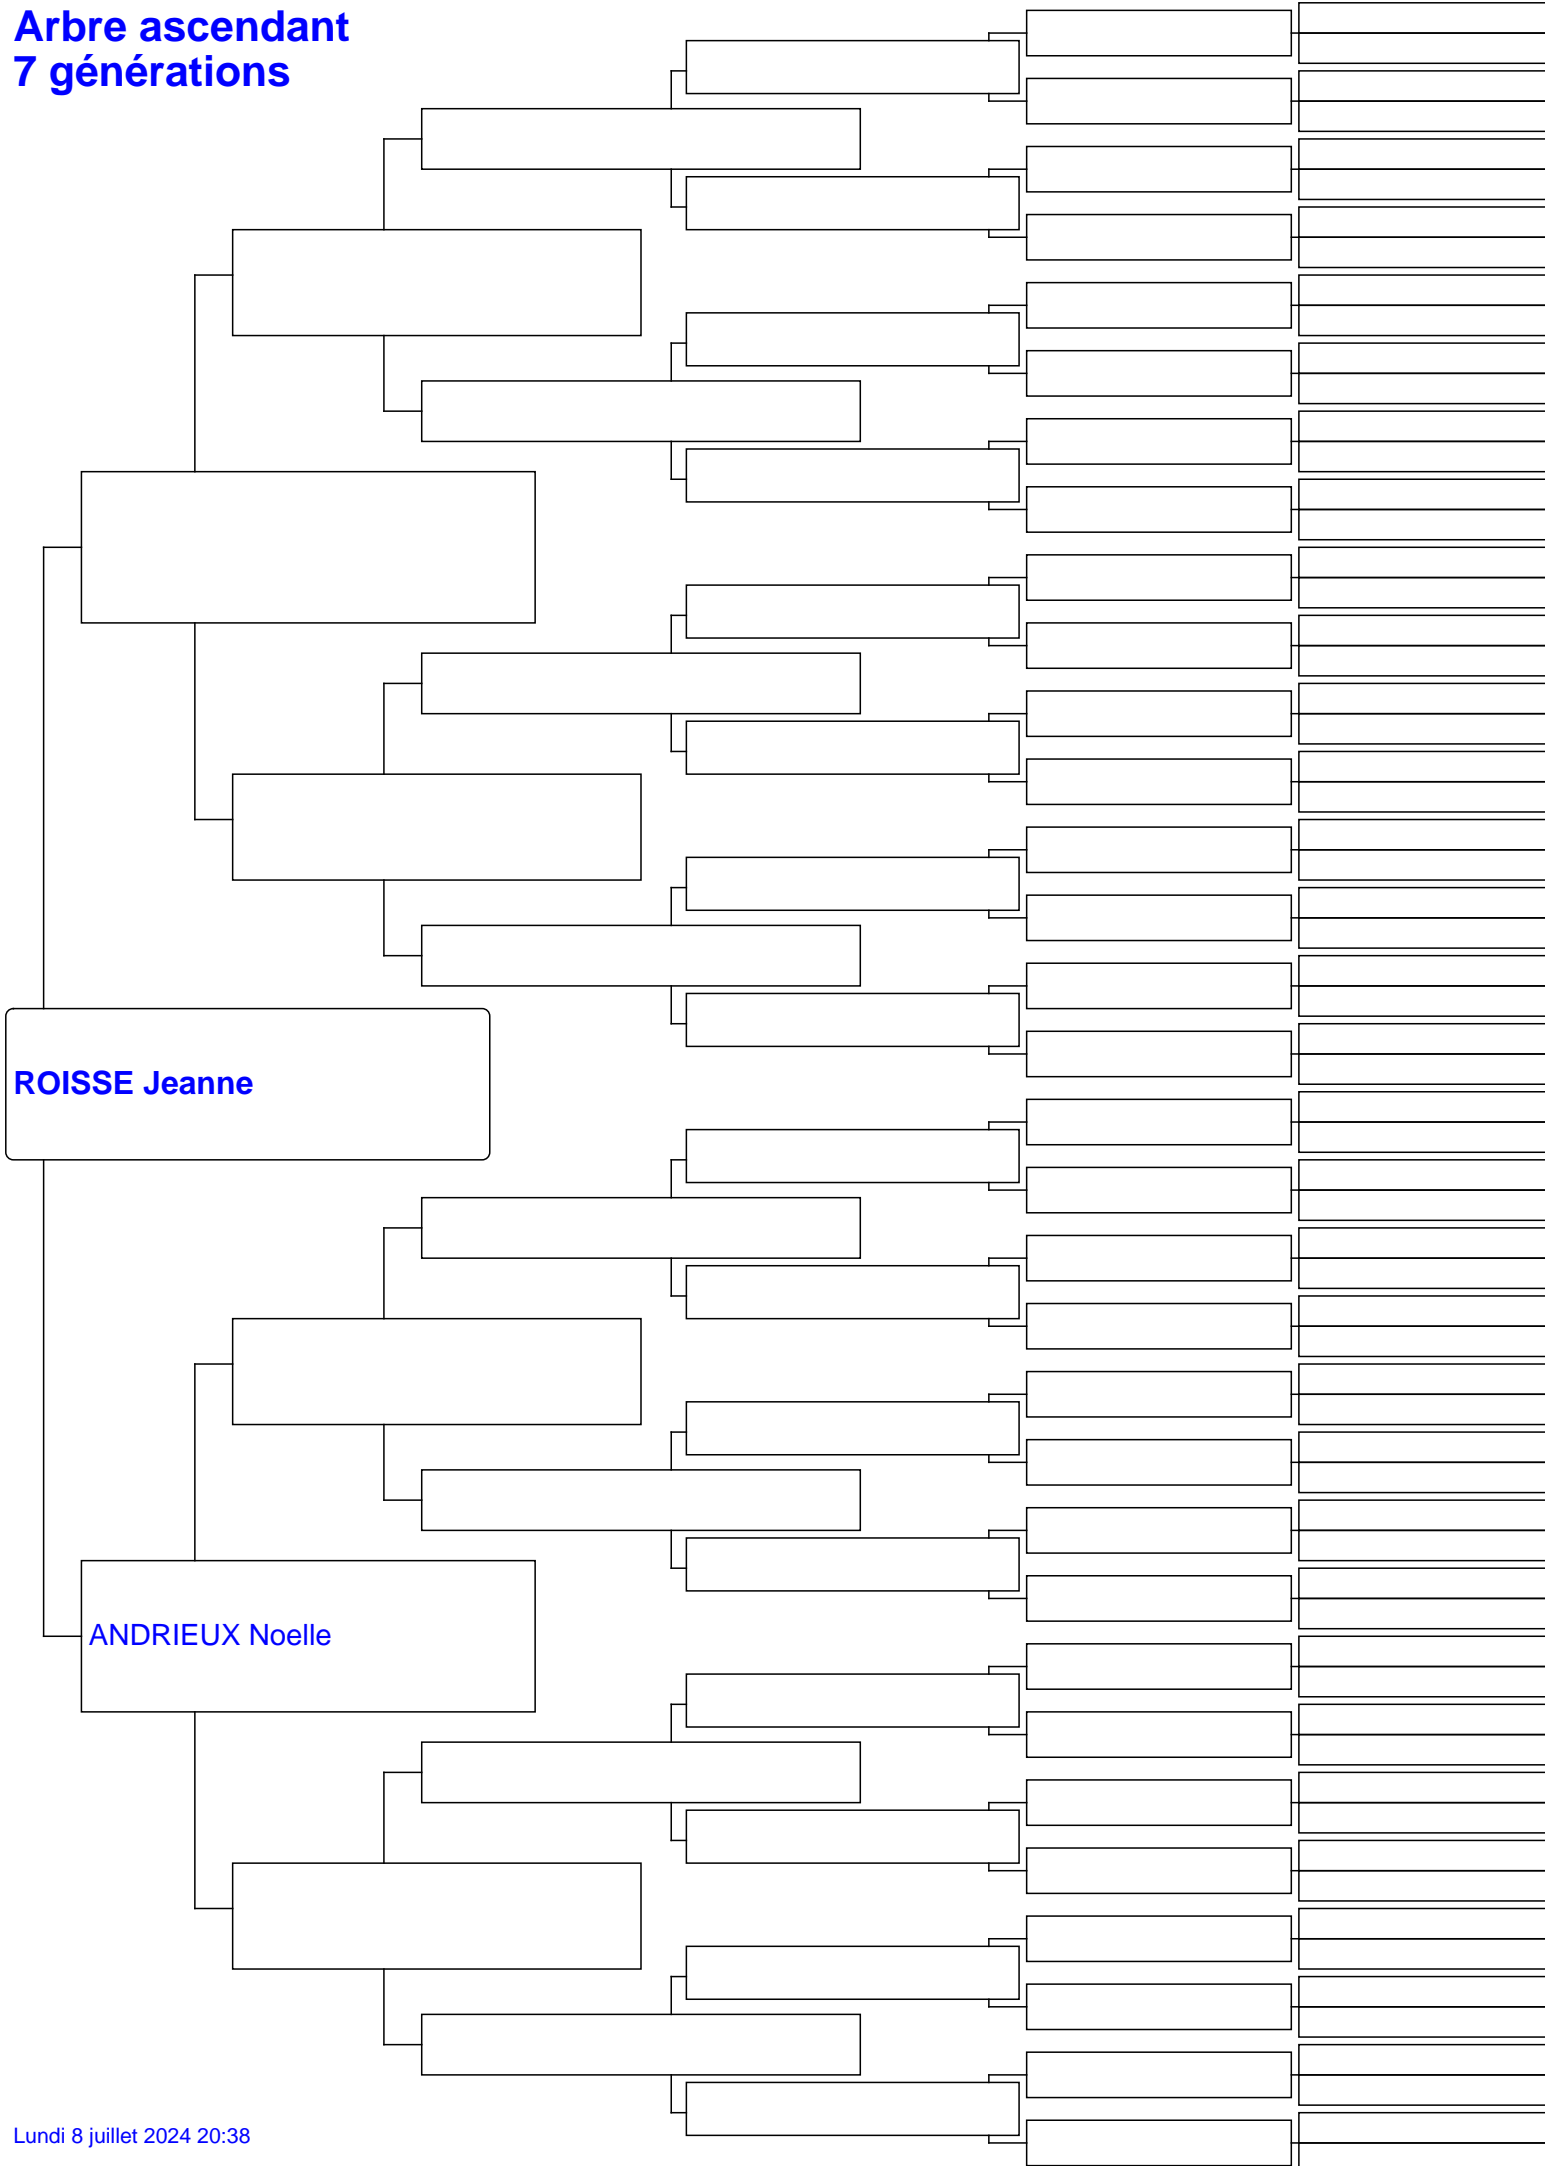 Arbre ascendant
7 générations
ROISSE Jeanne
ANDRIEUX Noelle
Lundi 8 juillet 2024 20:38